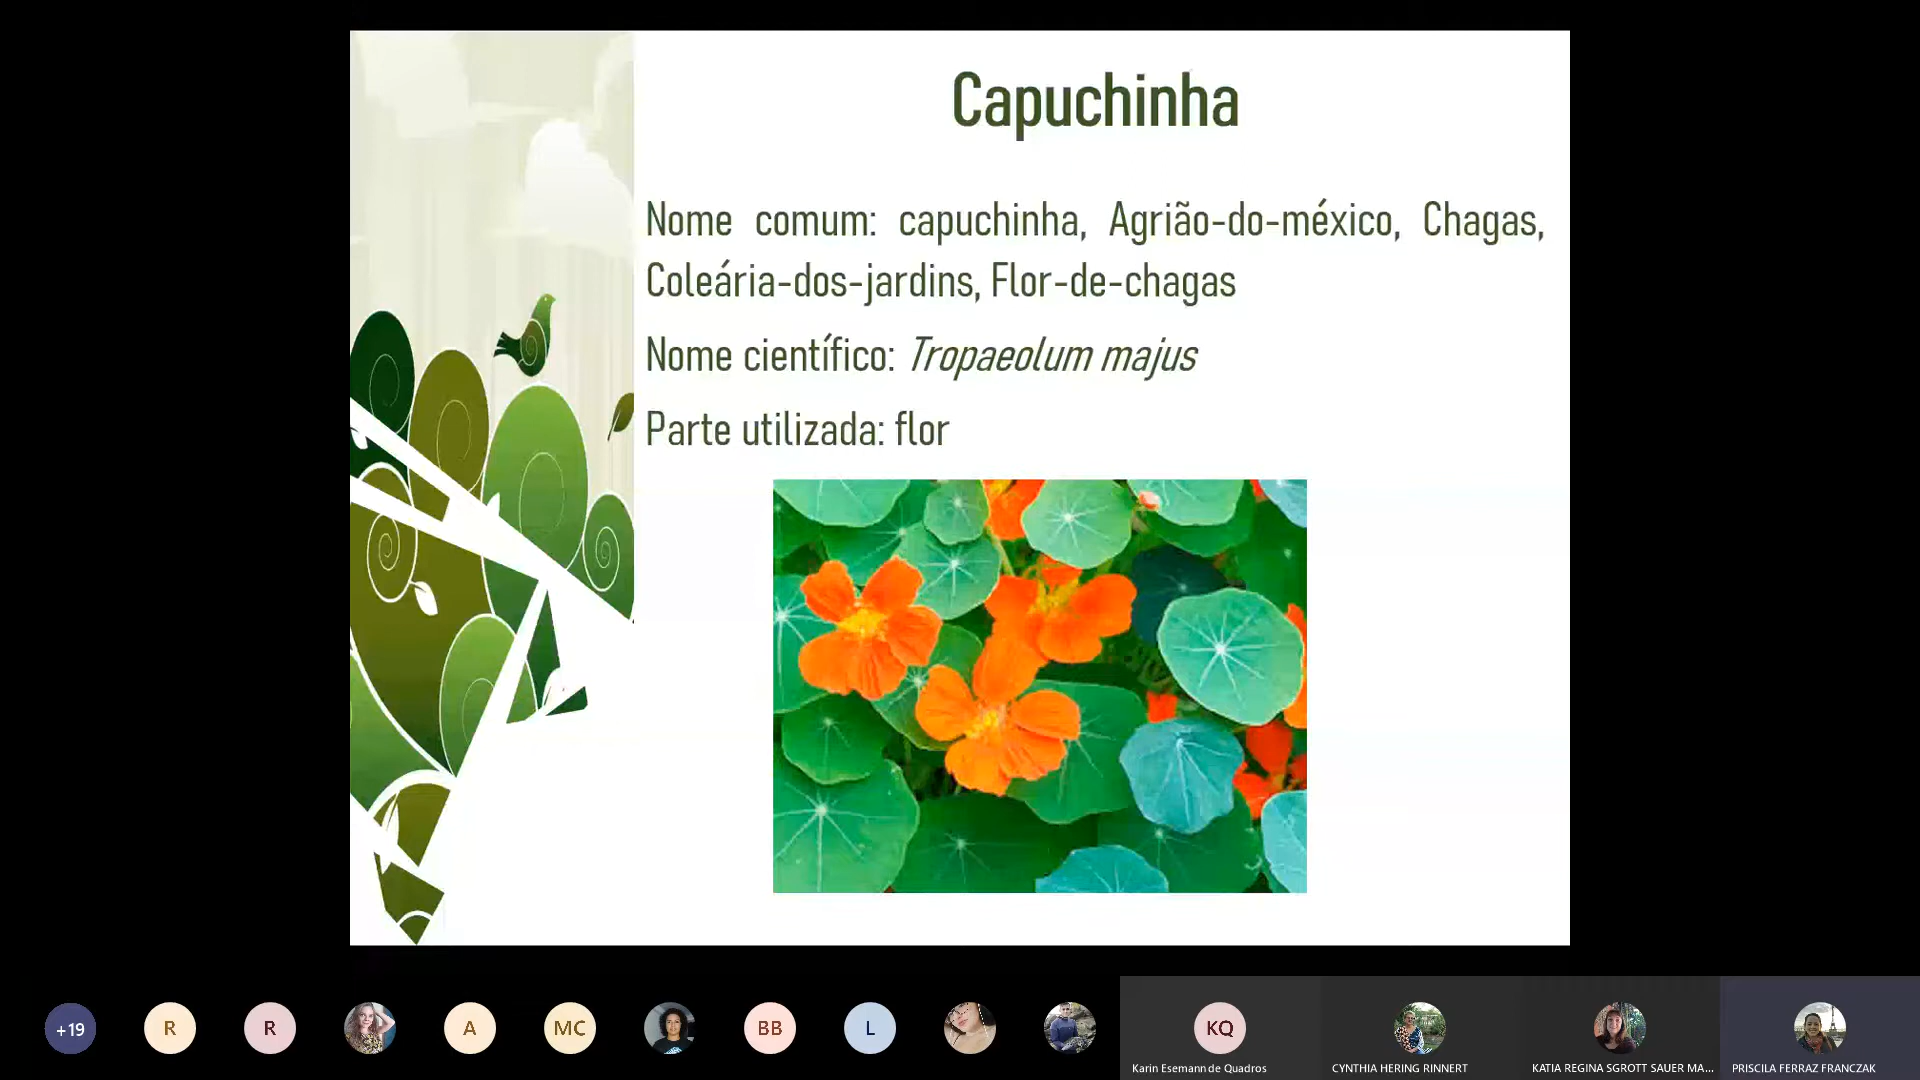 Capuchinha
Nome comum: capuchinha, Agrião-do-méxico, Chagas,
Coleária-dos-jardins, Flor-de-chagas
Nome científico: Tropaeolum majus
Parte utilizada: flor
+19
R
R
A
MC
BB
L
KQ
Karin Esemann de Quadros
CYNTHIA HERING RINNERT
KATIA REGINA SGROTT SAUER MA...
PRISCILA FERRAZ FRANCZAK